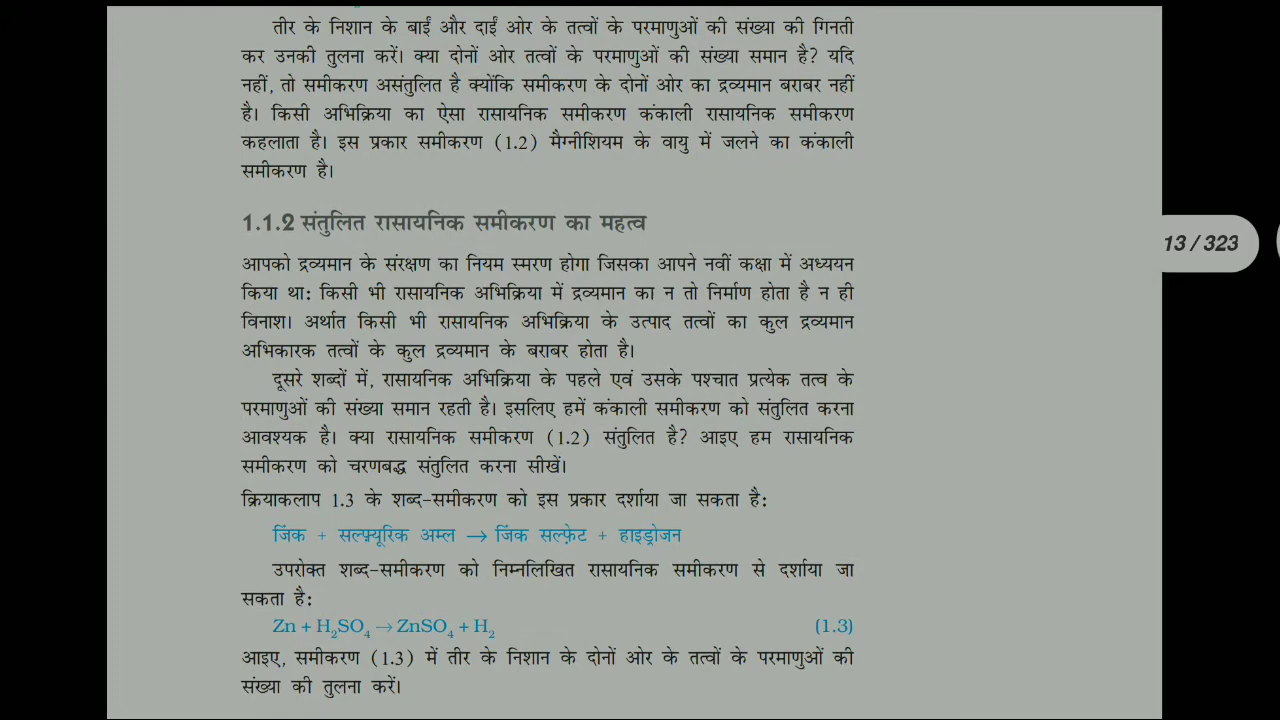 तीर के निशान के बाईं और दाईं ओर के तत्वों के परमाणुओं की संख्या की गिनती
कर उनकी तुलना करें। क्या दोनों ओर तत्वों के परमाणुओं की संख्या समान है? यदि
नहीं, तो समीकरण असंतुलित है क्योंकि समीकरण के दोनों ओर का द्रव्यमान बराबर नहीं
है। किसी अभिक्रिया का ऐसा रासायनिक समीकरण कंकाली रासायनिक समीकरण
कहलाता है। इस प्रकार समीकरण (1.2) मैग्नीशियम के वायु में जलने का कंकाली
समीकरण है।
1.1.2 संतुलित रासायनिक समीकरण का महत्व
13 / 323
आपको द्रव्यमान के संरक्षण का नियम स्मरण होगा जिसका आपने नवीं कक्षा में अध्ययन
किया था: किसी भी रासायनिक अभिक्रिया में द्रव्यमान का न तो निर्माण होता है न ही
विनाश। अर्थात किसी भी रासायनिक अभिक्रिया के उत्पाद तत्वों का कुल द्रव्यमान
अभिकारक तत्वों के कुल द्रव्यमान के बराबर होता है।
दूसरे शब्दों में, रासायनिक अभिक्रिया के पहले एवं उसके पश्चात प्रत्येक तत्व के
परमाणुओं की संख्या समान रहती है। इसलिए हमें कंकाली समीकरण को संतुलित करना
आवश्यक है। क्या रासायनिक समीकरण (1.2) संतुलित है? आइए हम रासायनिक
समीकरण को चरणबद्ध संतुलित करना सीखें।
क्रियाकलाप 1.3 के शब्द-समीकरण को इस प्रकार दर्शाया जा सकता है:
जिंक + सल्फ़्यूरिक अम्ल → जिंक सल्फ़ेट + हाइड्रोजन
उपरोक्त शब्द-समीकरण को निम्नलिखित रासायनिक समीकरण से दर्शाया जा
सकता है:
Zn + H₂SO₄ → ZnSO₄ + H₂ (1.3)
आइए, समीकरण (1.3) में तीर के निशान के दोनों ओर के तत्वों के परमाणुओं की
संख्या की तुलना करें।